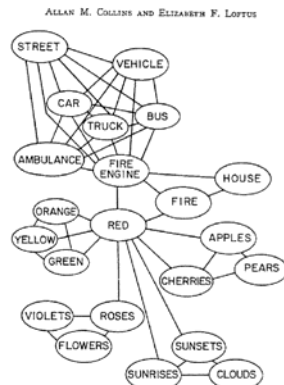 ALLAN M. COLLINS AND ELIZABETH F. LOFTUS
STREET
VEHICLE
CAR
TRUCK
BUS
AMBULANCE
FIRE
ENGINE
HOUSE
FIRE
ORANGE
RED
YELLOW
GREEN
APPLES
CHERRIES
PEARS
VIOLETS
ROSES
FLOWERS
SUNSETS
SUNRISES
CLOUDS